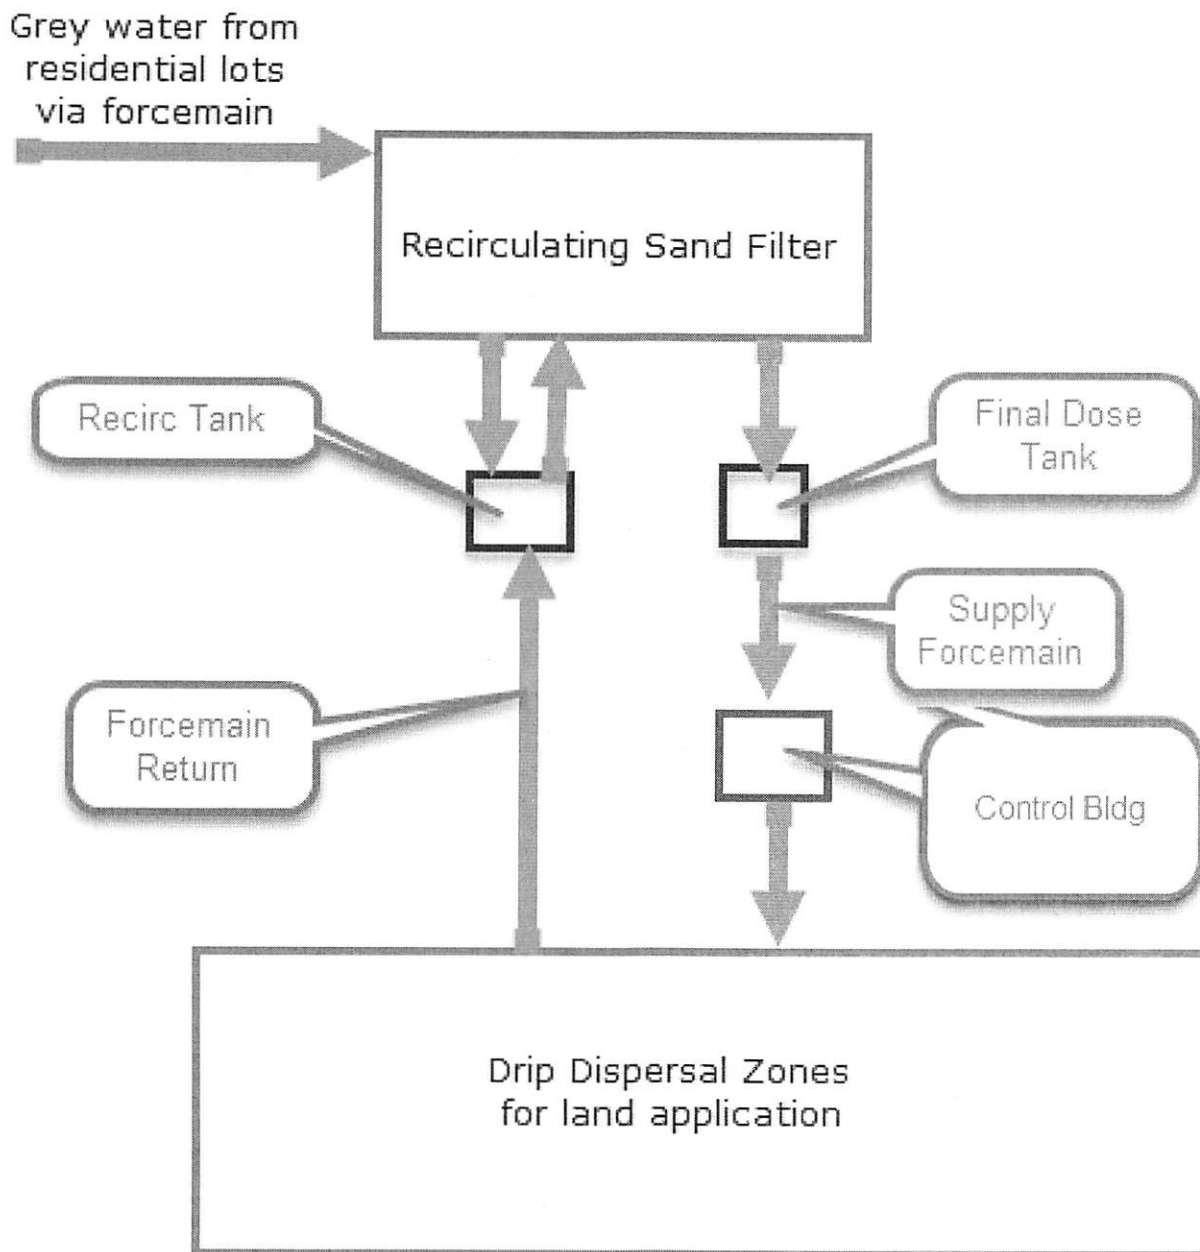 Grey water from
residential lots
via forcemain
Recirculating Sand Filter
Recirc Tank
Final Dose
Tank
Supply
Forcemain
Forcemain
Return
Control Bldg
Drip Dispersal Zones
for land application